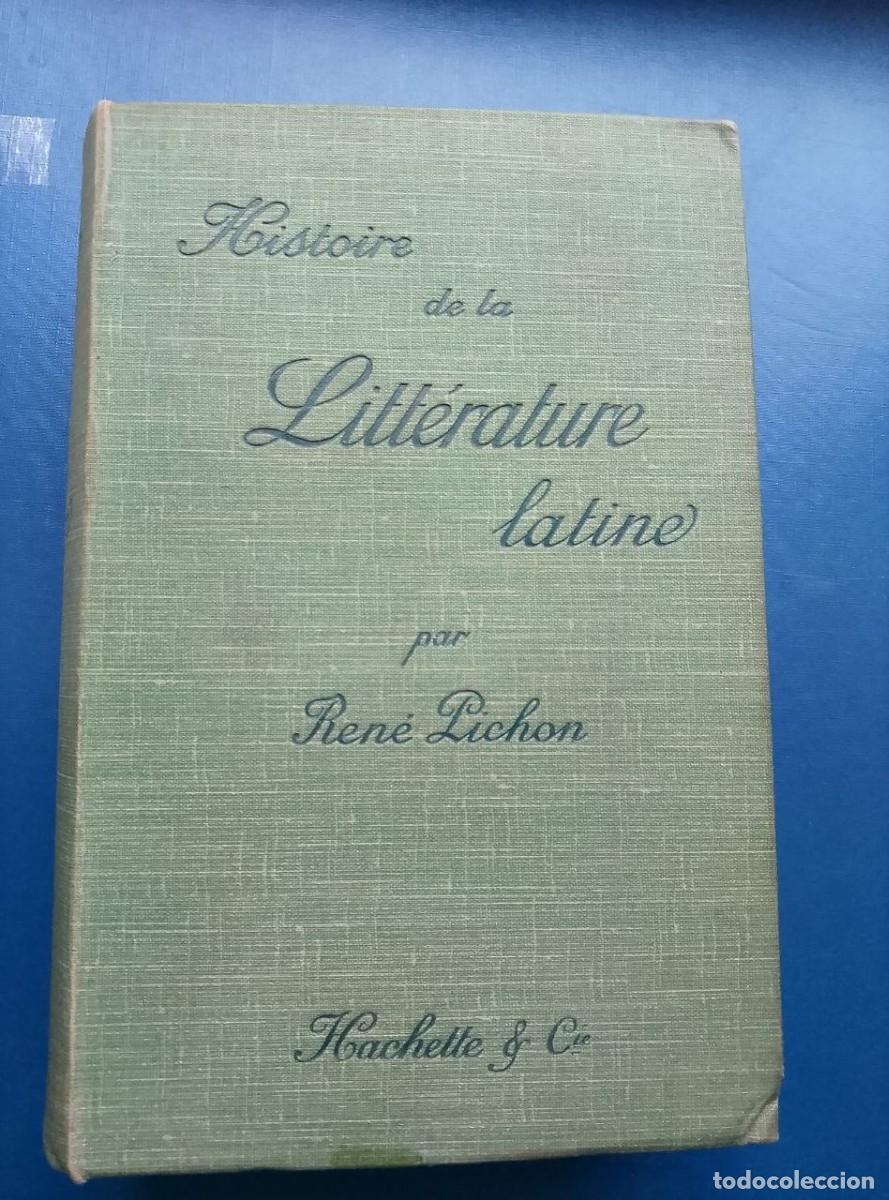 Histoire
de la
Littérature
latine
par
René Pichon
Hachette & Cie
todocoleccion